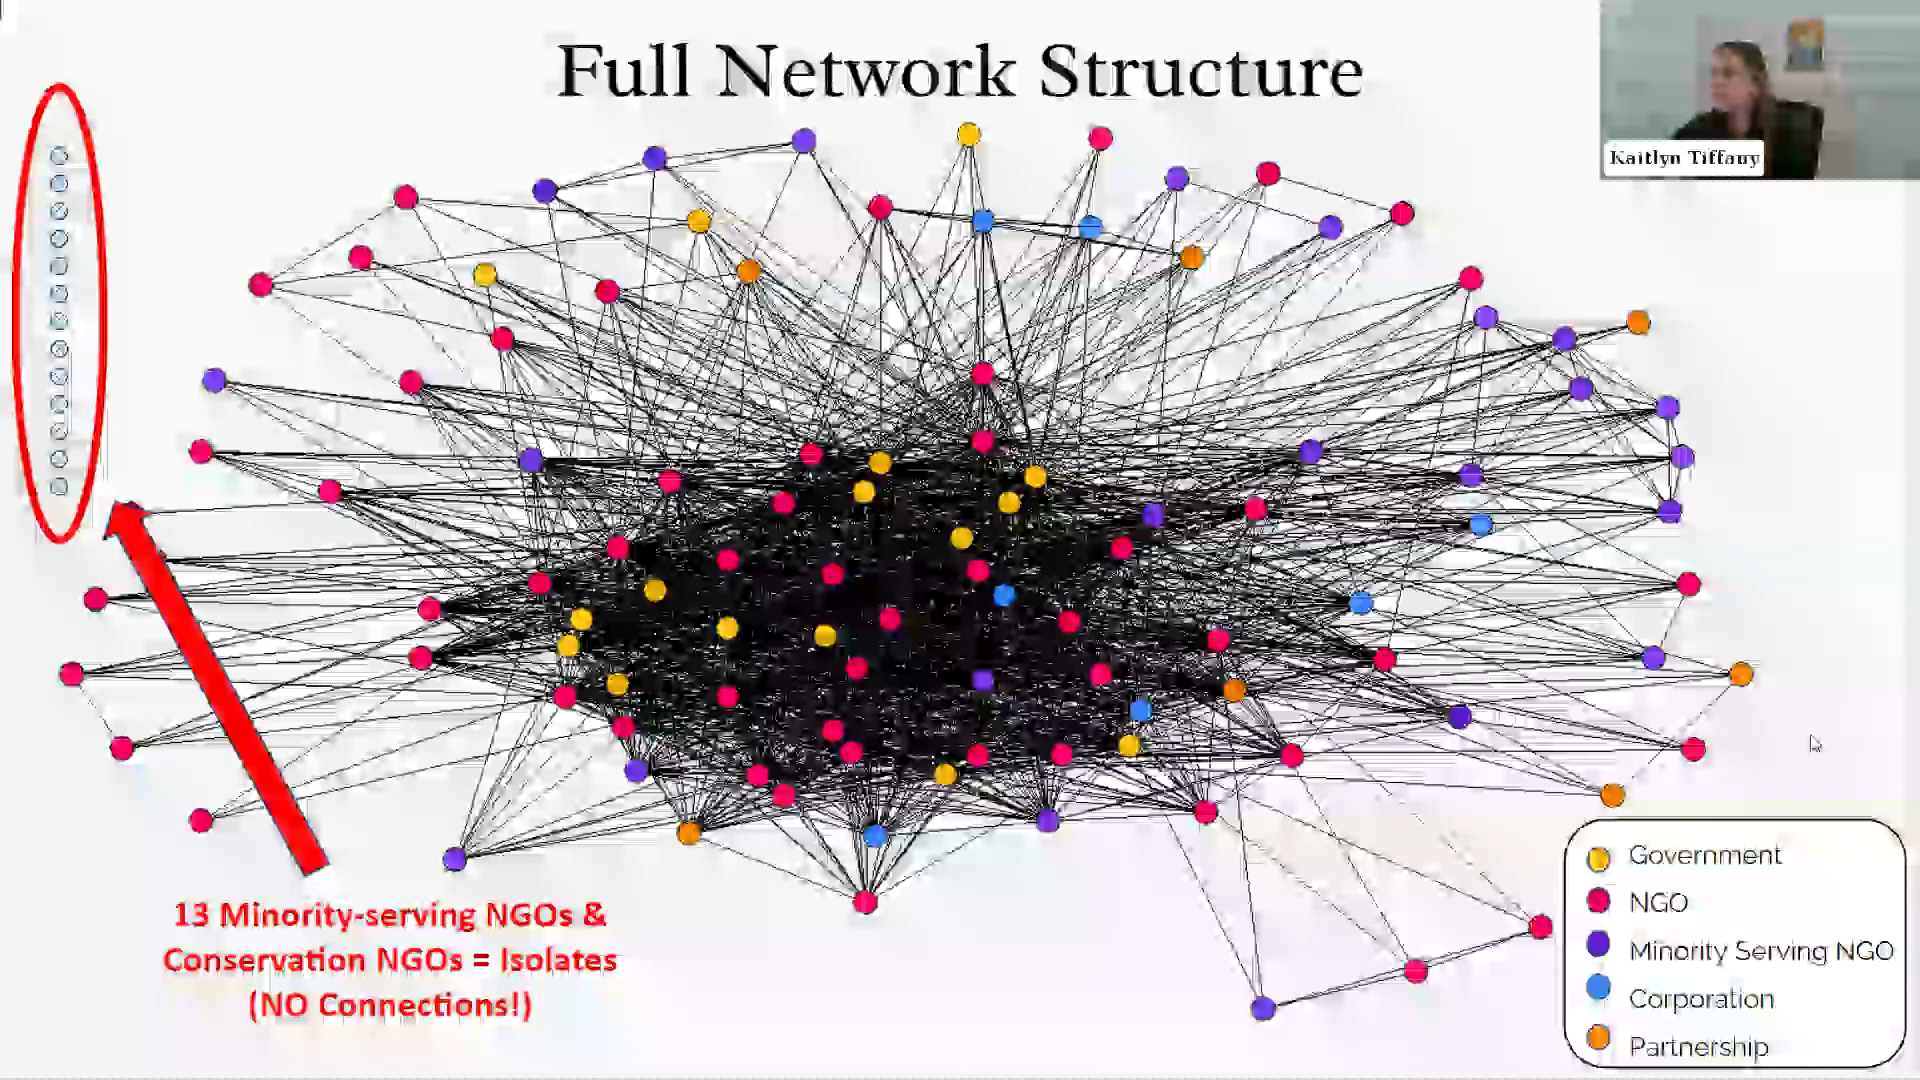 Full Network Structure
Kaitlyn Tiffany
13 Minority-serving NGOs &
Conservation NGOs = Isolates
(NO Connections!)
Government
NGO
Minority Serving NGO
Corporation
Partnership